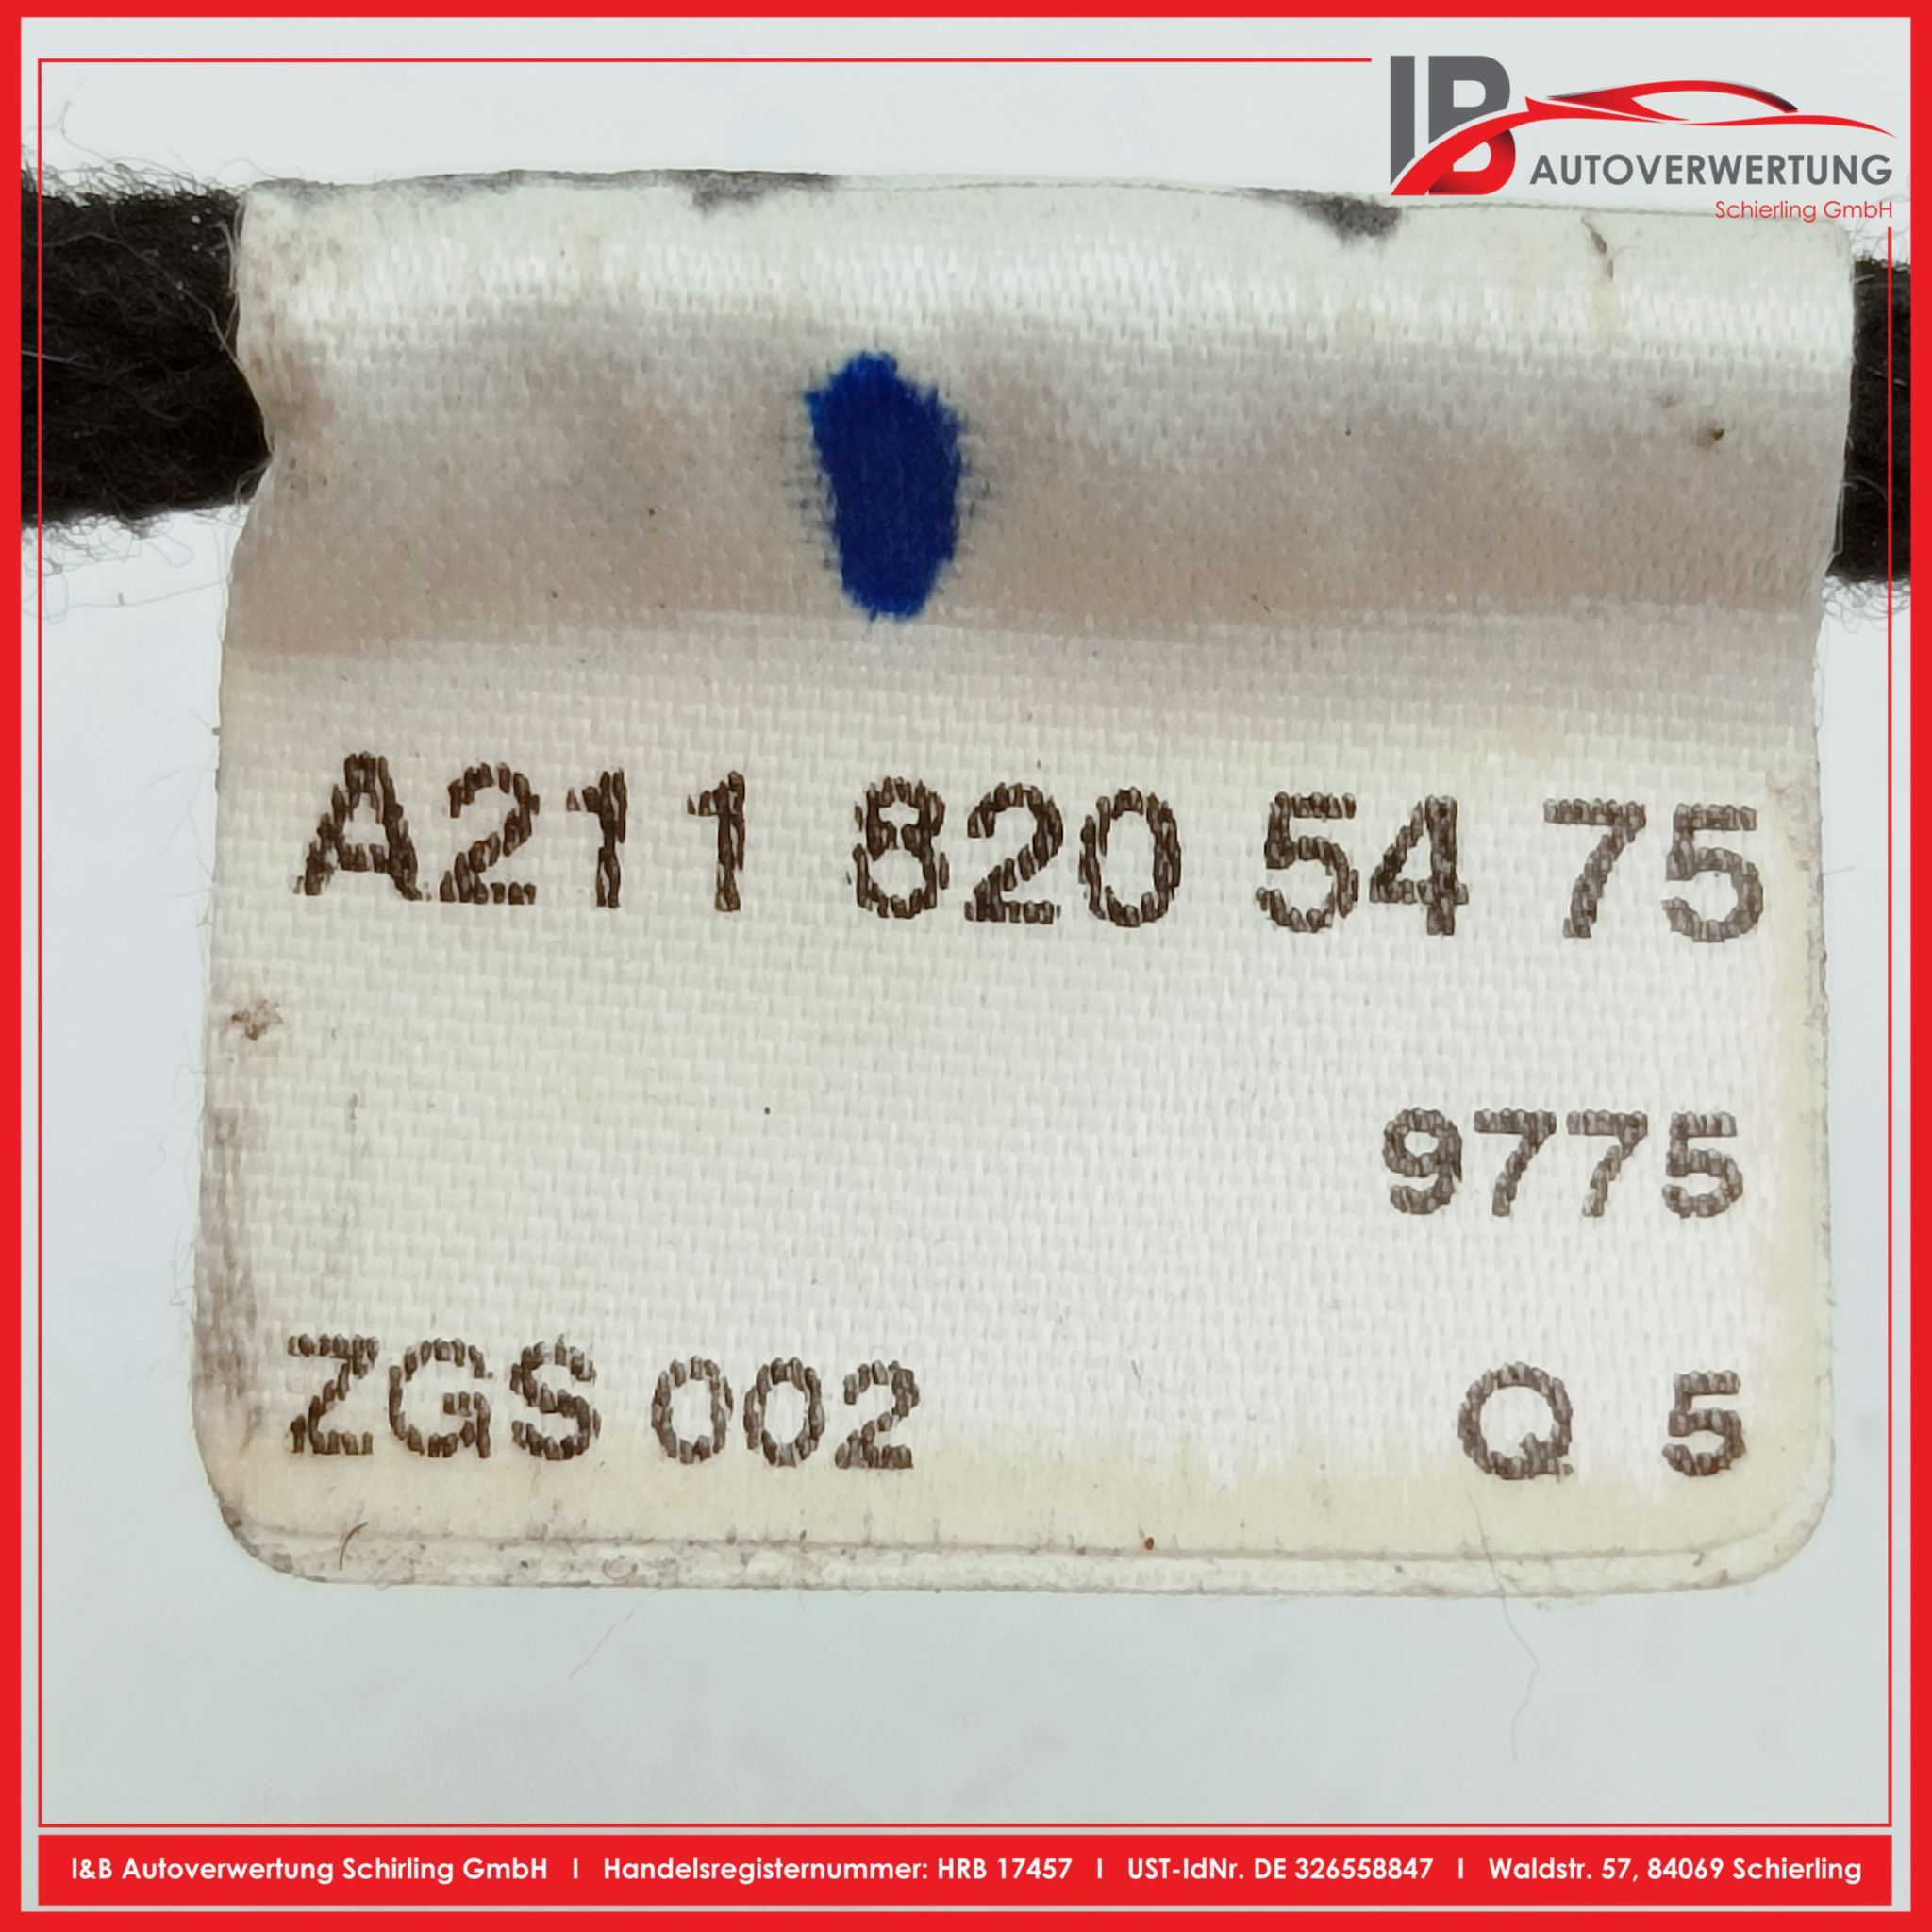 IB
AUTOVERWERTUNG
Schierling GmbH
A211 820 54 75
9775
ZGS 002 Q 5
I&B Autoverwertung Schirling GmbH I Handelsregisternummer: HRB 17457 I UST-IdNr. DE 326558847 I Waldstr. 57, 84069 Schierling